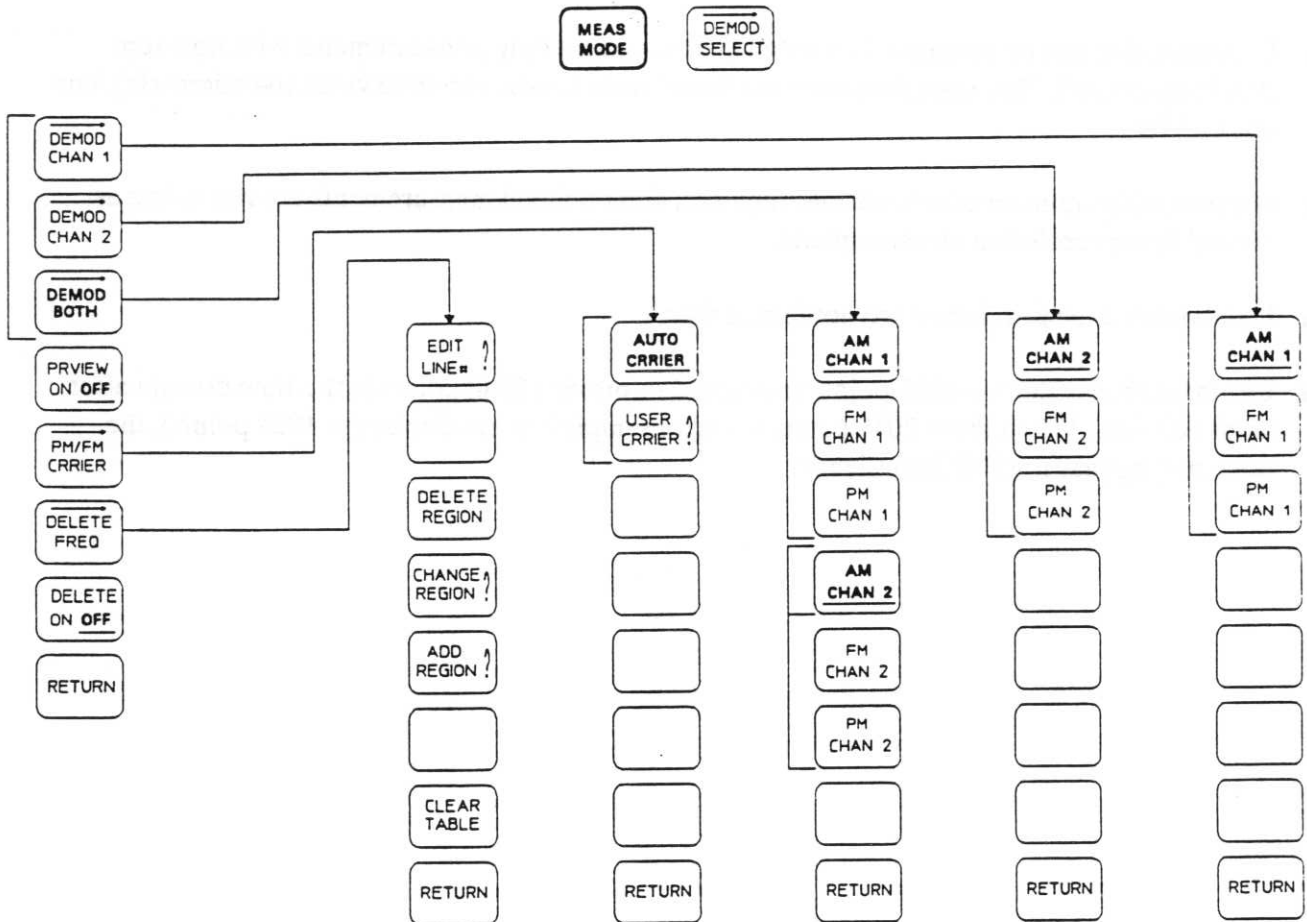 MEAS
MODE
DEMOD
SELECT
DEMOD
CHAN 1
DEMOD
CHAN 2
DEMOD
BOTH
PRVIEW
ON OFF
PM/FM
CRRIER
DELETE
FREQ
DELETE
ON OFF
RETURN
EDIT
LINE# ?
DELETE
REGION
CHANGE
REGION ?
ADD
REGION ?
CLEAR
TABLE
RETURN
AUTO
CRRIER
USER
CRRIER ?
RETURN
AM
CHAN 1
FM
CHAN 1
PM
CHAN 1
AM
CHAN 2
FM
CHAN 2
PM
CHAN 2
RETURN
AM
CHAN 2
FM
CHAN 2
PM
CHAN 2
RETURN
AM
CHAN 1
FM
CHAN 1
PM
CHAN 1
RETURN